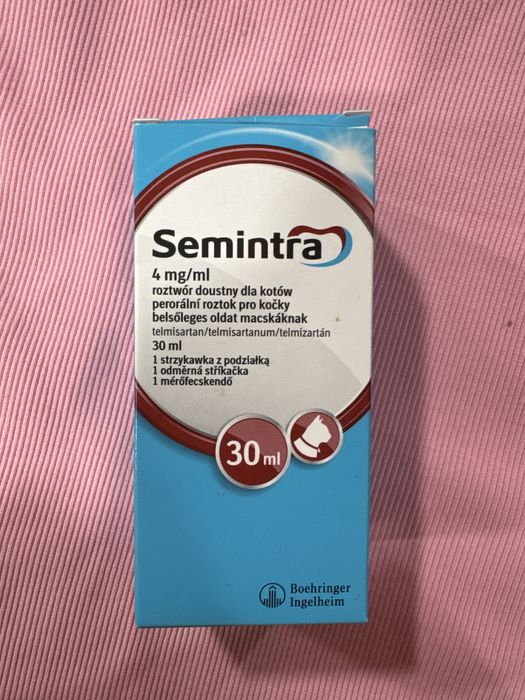 Semintra
4 mg/ml
roztwór doustny dla kotów
perorální roztok pro kočky
belsőleges oldat macskáknak
telmisartan/telmisartanum/telmizartán
30 ml
1 strzykawka z podziałką
1 odměrná stříkačka
1 mérőfecskendő
30 ml
Boehringer
Ingelheim